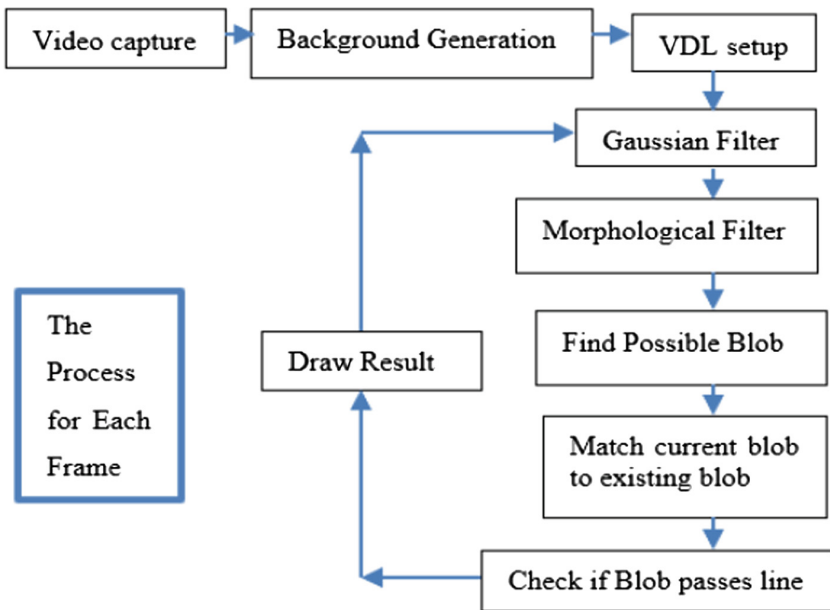 Video capture
Background Generation
VDL setup
Gaussian Filter
Morphological Filter
Find Possible Blob
Match current blob
to existing blob
Check if Blob passes line
Draw Result
The
Process
for Each
Frame